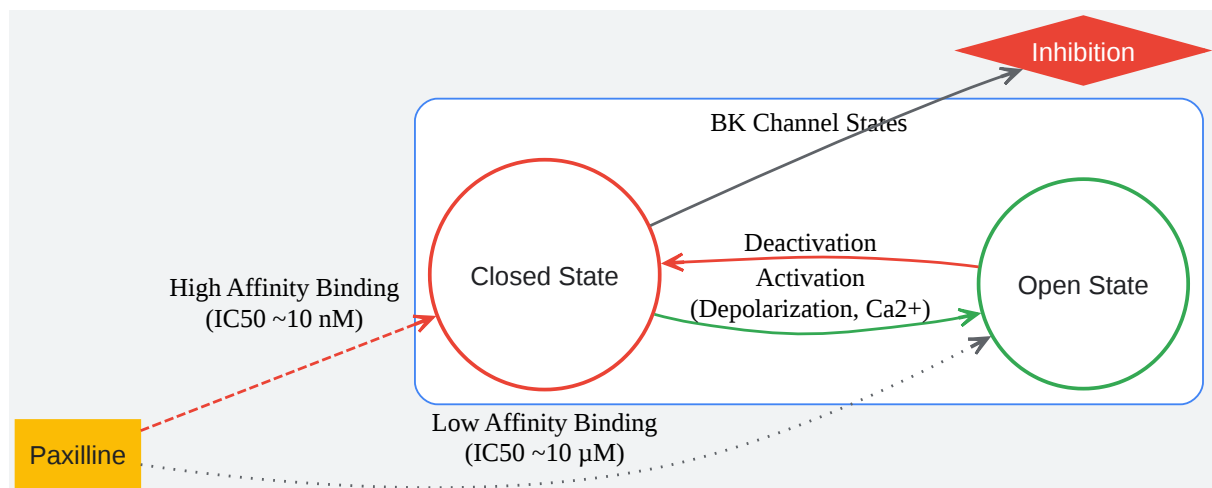 Inhibition
BK Channel States
Deactivation
Closed State
Activation
Open State
(Depolarization, Ca2+)
High Affinity Binding
(IC50 ~10 nM)
Low Affinity Binding
(IC50 ~10 µM)
Paxilline